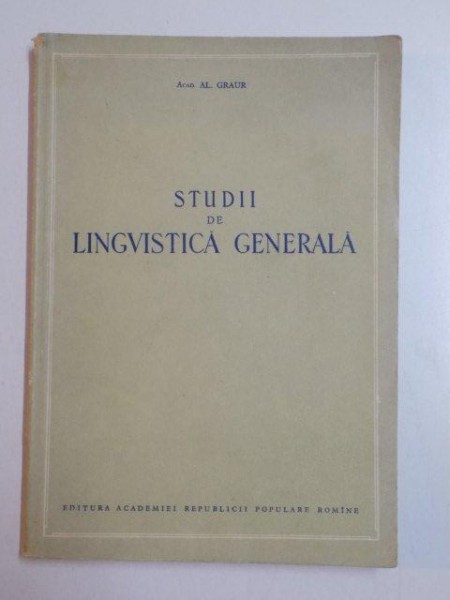 Acad. AL. GRAUR
STUDII
DE
LINGVISTICĂ GENERALĂ
EDITURA ACADEMIEI REPUBLICII POPULARE ROMÎNE